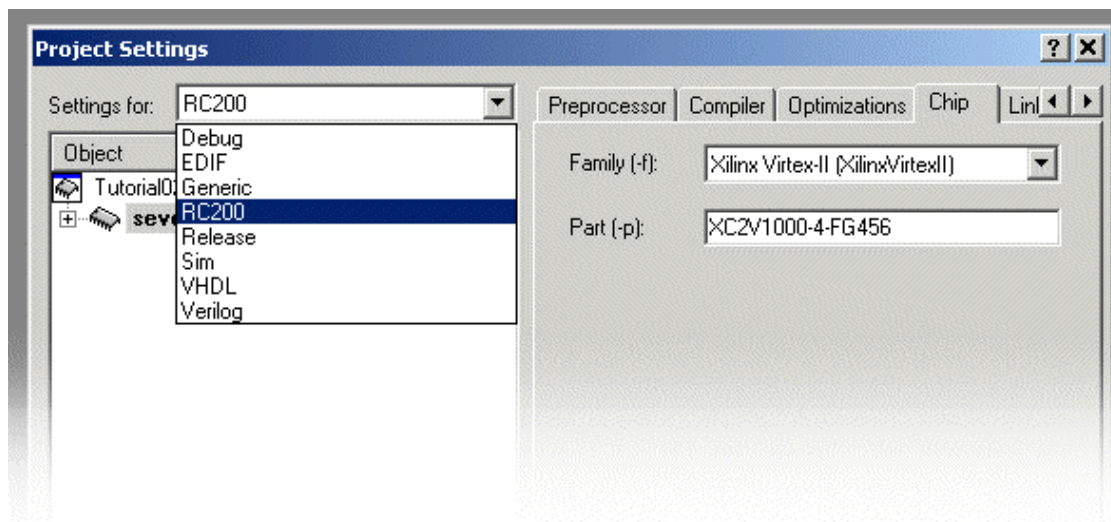 Project Settings
Settings for: RC200
Preprocessor Compiler Optimizations Chip
Object
Debug
EDIF
Generic
RC200
Release
Sim
VHDL
Verilog
Family (-f): Xilinx Virtex-II (XilinxVirtexII)
Part (-p): XC2V1000-4-FG456